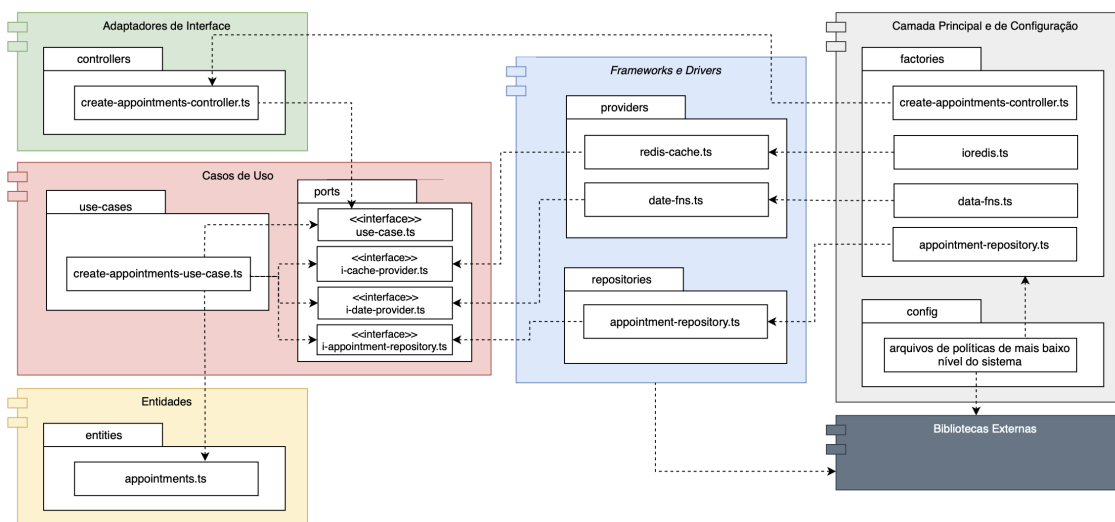 Adaptadores de Interface
controllers
create-appointments-controller.ts
Casos de Uso
use-cases
create-appointments-use-case.ts
ports
<<interface>>
use-case.ts
<<interface>>
i-cache-provider.ts
<<interface>>
i-date-provider.ts
<<interface>>
i-appointment-repository.ts
Entidades
entities
appointments.ts
Frameworks e Drivers
providers
redis-cache.ts
date-fns.ts
repositories
appointment-repository.ts
Camada Principal e de Configuração
factories
create-appointments-controller.ts
ioredis.ts
data-fns.ts
appointment-repository.ts
config
arquivos de políticas de mais baixo
nível do sistema
Bibliotecas Externas